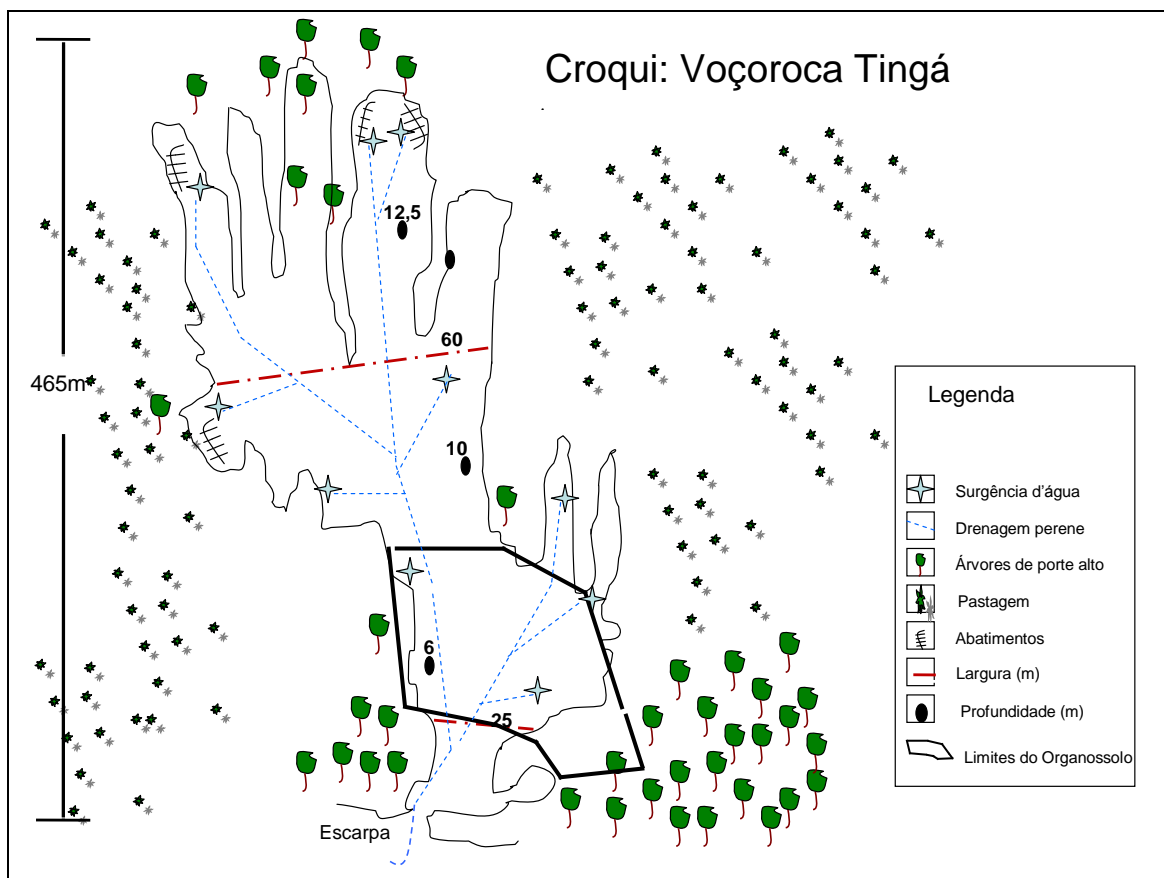 Croqui: Voçoroca Tingá
12,5
60
465m
10
6
25
Escarpa
Legenda
Surgência d'água
Drenagem perene
Árvores de porte alto
Pastagem
Abatimentos
Largura (m)
Profundidade (m)
Limites do Organossolo